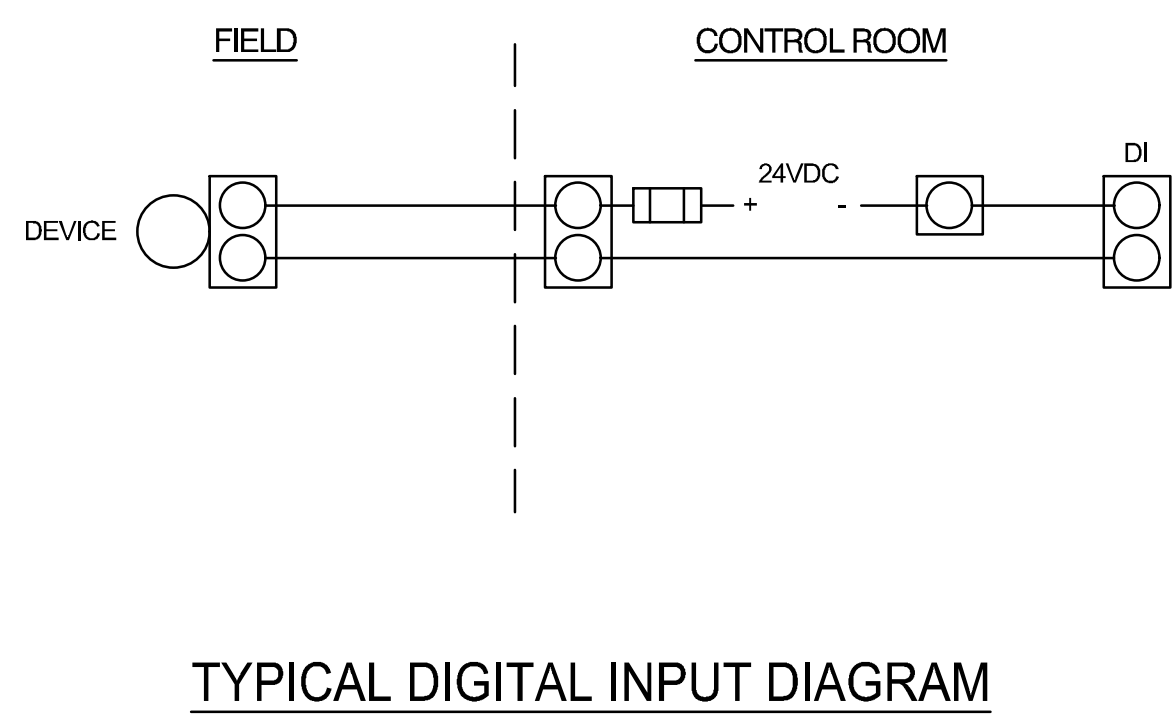 FIELD
CONTROL ROOM
DI
24VDC
+ -
DEVICE
TYPICAL DIGITAL INPUT DIAGRAM